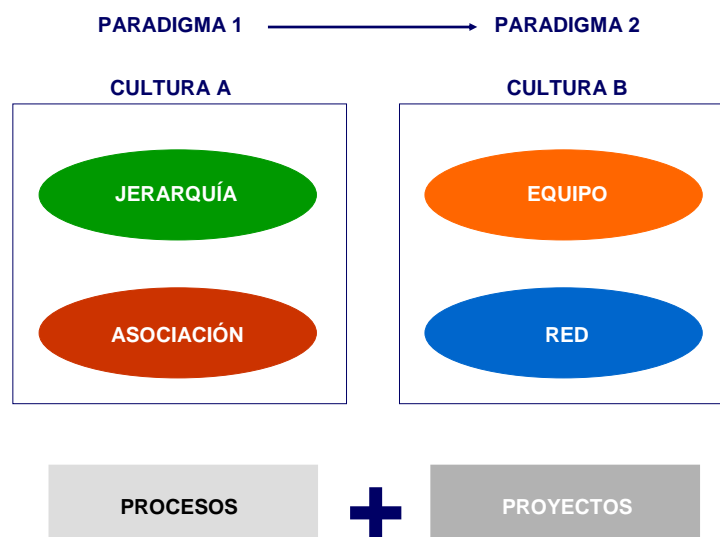 PARADIGMA 1 PARADIGMA 2
CULTURA A CULTURA B
JERARQUÍA EQUIPO
ASOCIACIÓN RED
PROCESOS + PROYECTOS